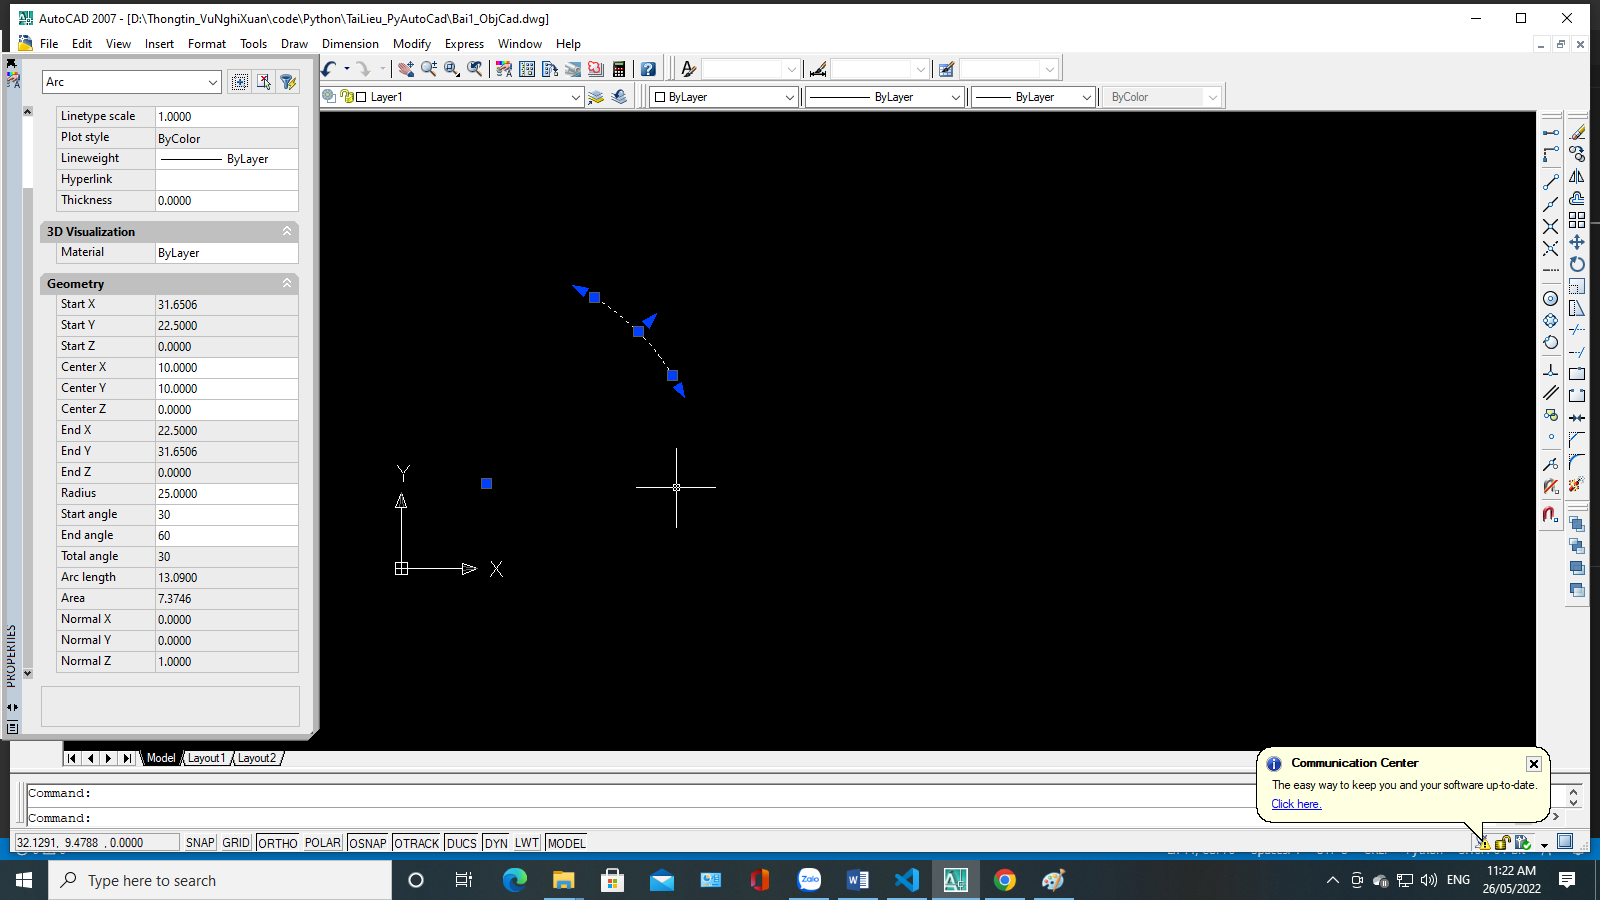 AutoCAD 2007 - [D:\Thongtin_VuNghiXuan\code\Python\TaiLieu_PyAutoCad\Bai1_ObjCad.dwg]
File Edit View Insert Format Tools Draw Dimension Modify Express Window Help
Arc
Layer1
ByLayer
ByLayer
ByLayer
ByColor
Linetype scale 1.0000
Plot style ByColor
Lineweight ByLayer
Hyperlink
Thickness 0.0000
3D Visualization
Material ByLayer
Geometry
Start X 31.6506
Start Y 22.5000
Start Z 0.0000
Center X 10.0000
Center Y 10.0000
Center Z 0.0000
End X 22.5000
End Y 31.6506
End Z 0.0000
Radius 25.0000
Start angle 30
End angle 60
Total angle 30
Arc length 13.0900
Area 7.3746
Normal X 0.0000
Normal Y 0.0000
Normal Z 1.0000
PROPERTIES
Y
X
Model Layout1 Layout2
Command:
Command:
Communication Center
The easy way to keep you and your software up-to-date.
Click here.
32.1291, 9.4788 , 0.0000 SNAP GRID ORTHO POLAR OSNAP OTRACK DUCS DYN LWT MODEL
Type here to search
Zalo
ENG
11:22 AM
26/05/2022